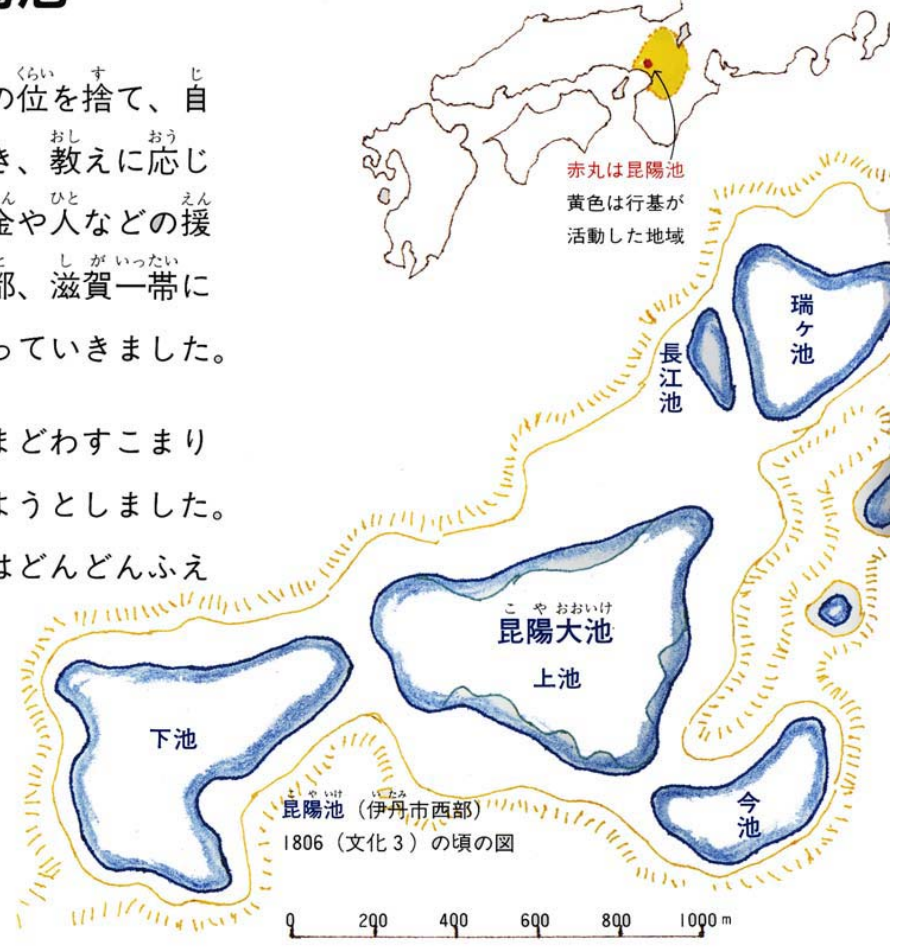 の位を捨て、自
き、教えに応じ
金や人などの援
都、滋賀一帯に
っていきました。
まどわすこまり
ようとしました。
はどんどんふえ
赤丸は昆陽池
黄色は行基が
活動した地域
瑞ヶ池
長江池
昆陽大池
上池
下池
今池
昆陽池（伊丹市西部）
1806（文化3）の頃の図
0 200 400 600 800 1000m